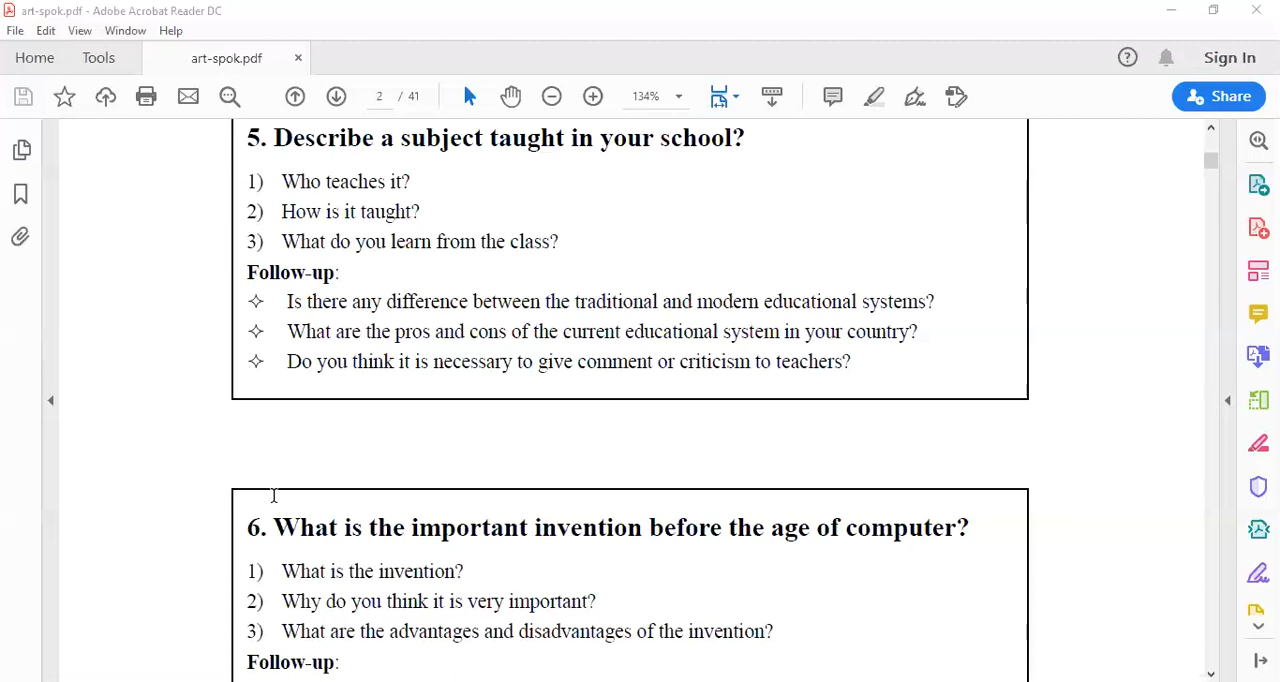 art-spok.pdf - Adobe Acrobat Reader DC
File Edit View Window Help
Home Tools art-spok.pdf × Sign In
2 / 41 134% Share
5. Describe a subject taught in your school?
1) Who teaches it?
2) How is it taught?
3) What do you learn from the class?
Follow-up:
Is there any difference between the traditional and modern educational systems?
What are the pros and cons of the current educational system in your country?
Do you think it is necessary to give comment or criticism to teachers?
6. What is the important invention before the age of computer?
1) What is the invention?
2) Why do you think it is very important?
3) What are the advantages and disadvantages of the invention?
Follow-up: